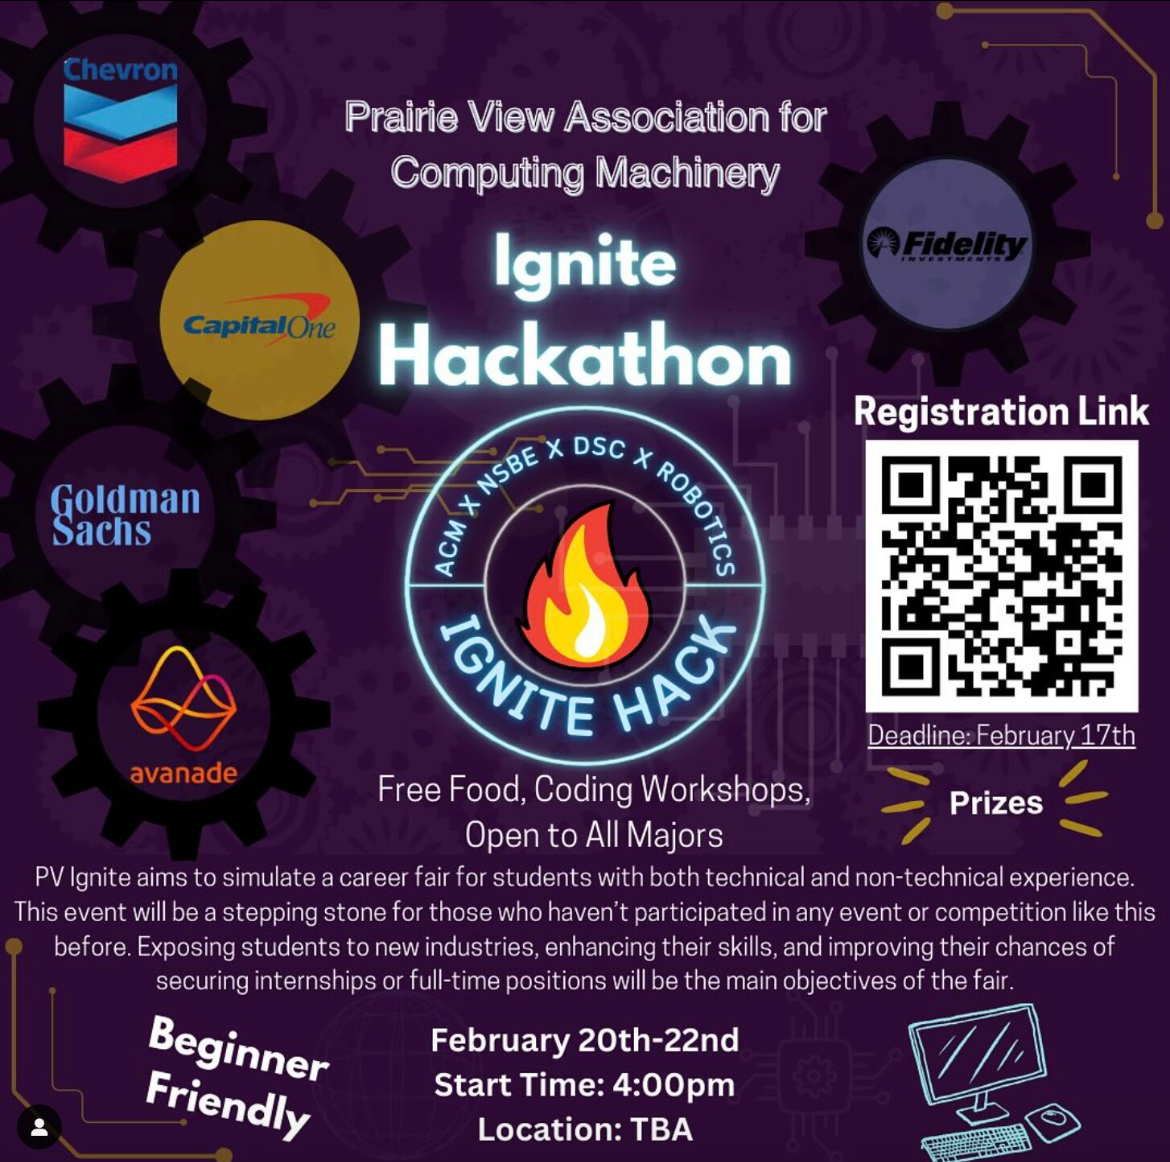 Chevron
Prairie View Association for
Computing Machinery
Ignite
Hackathon
Fidelity
INVESTMENTS
CapitalOne
Registration Link
Goldman
Sachs
ACM X NSBE X DSC X ROBOTICS
IGNITE HACK
avanade
Deadline: February 17th
Prizes
Free Food, Coding Workshops,
Open to All Majors
PV Ignite aims to simulate a career fair for students with both technical and non-technical experience.
This event will be a stepping stone for those who haven't participated in any event or competition like this
before. Exposing students to new industries, enhancing their skills, and improving their chances of
securing internships or full-time positions will be the main objectives of the fair.
Beginner
Friendly
February 20th-22nd
Start Time: 4:00pm
Location: TBA